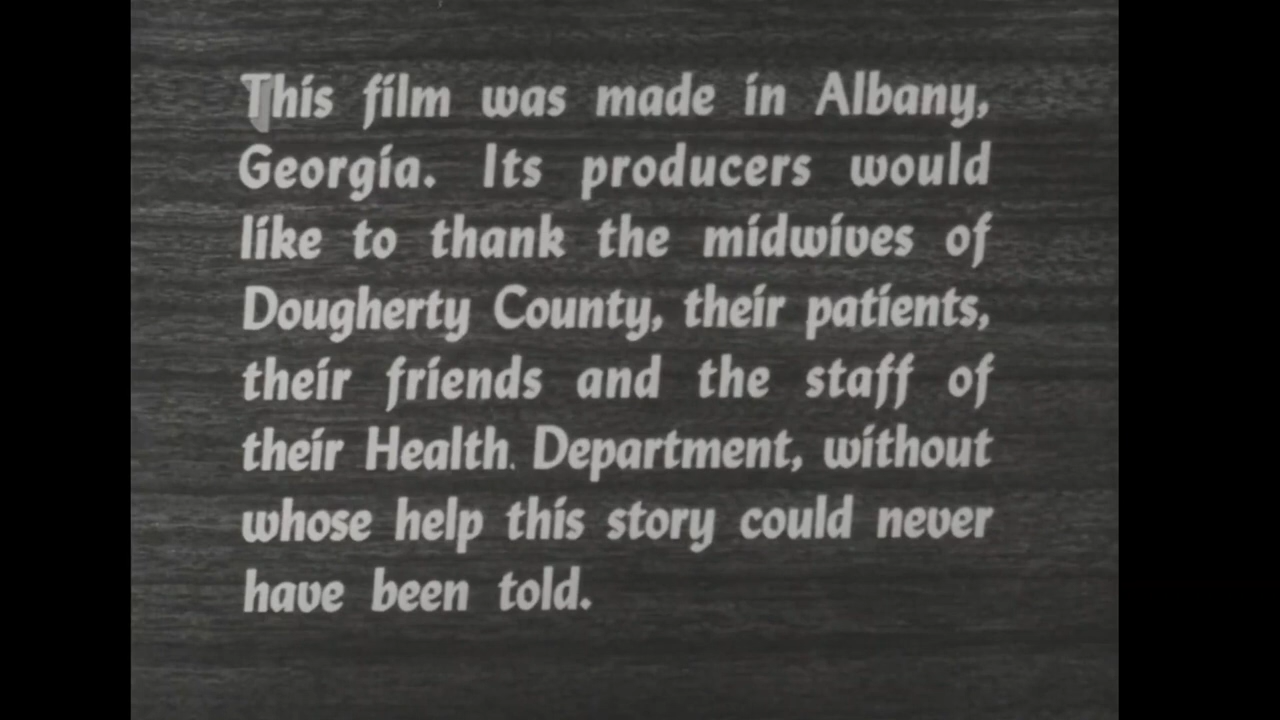 This film was made in Albany,
Georgia. Its producers would
like to thank the midwives of
Dougherty County, their patients,
their friends and the staff of
their Health Department, without
whose help this story could never
have been told.